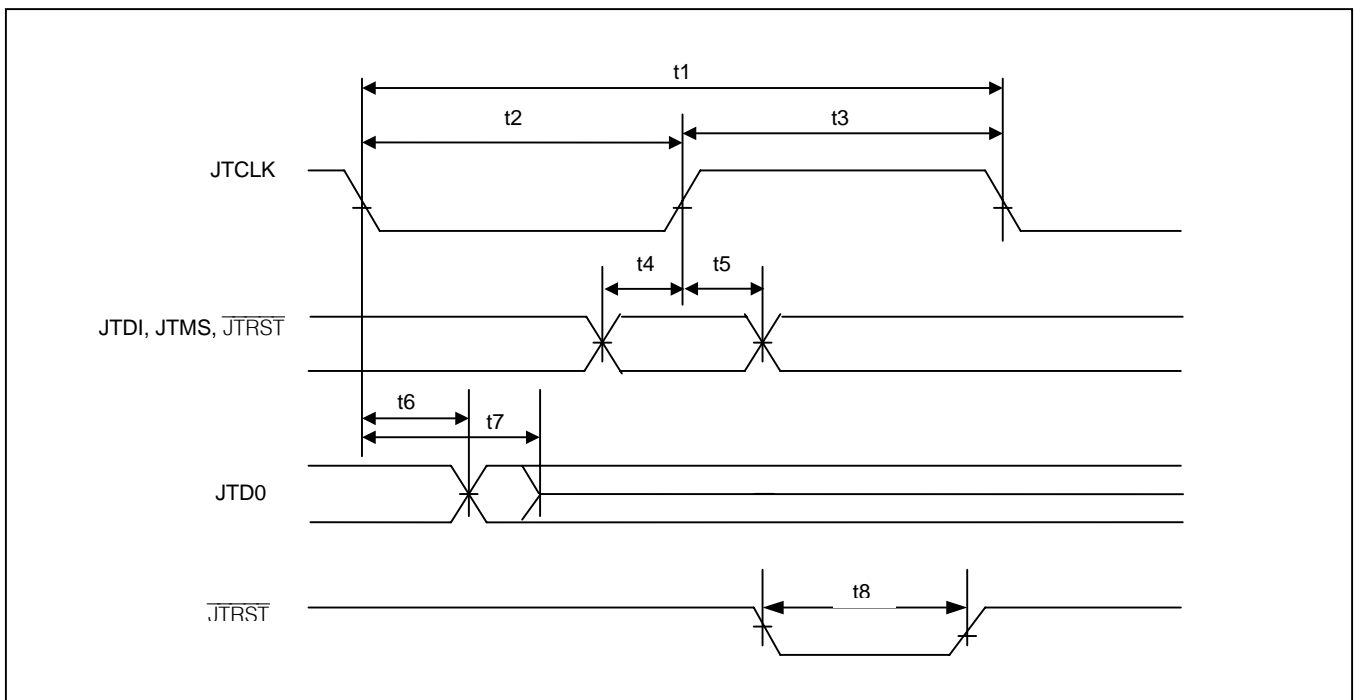 t1
t2 t3
JTCLK
t4 t5
JTDI, JTMS, JTRST
t6
t7
JTD0
t8
JTRST